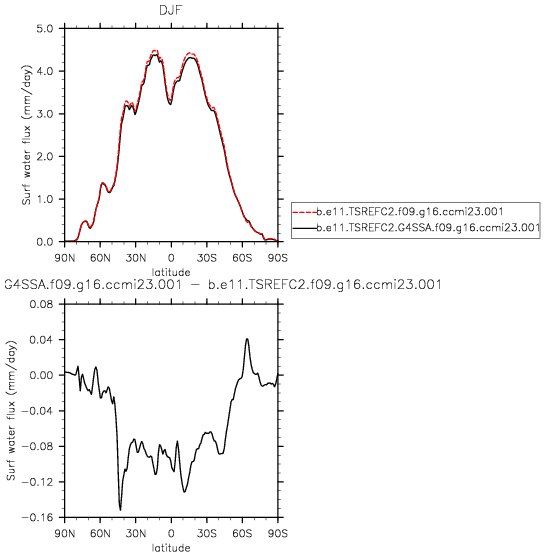 DJF
5.0
4.0
3.0
2.0
1.0
0.0
Surf water flux (mm/day)
90N 60N 30N 0 30S 60S 90S
latitude
b.e11.TSREFC2.f09.g16.ccmi23.001
b.e11.TSREFC2.G4SSA.f09.g16.ccmi23.001
G4SSA.f09.g16.ccmi23.001 − b.e11.TSREFC2.f09.g16.ccmi23.001
0.08
0.04
0.00
−0.04
−0.08
−0.12
−0.16
Surf water flux (mm/day)
90N 60N 30N 0 30S 60S 90S
latitude